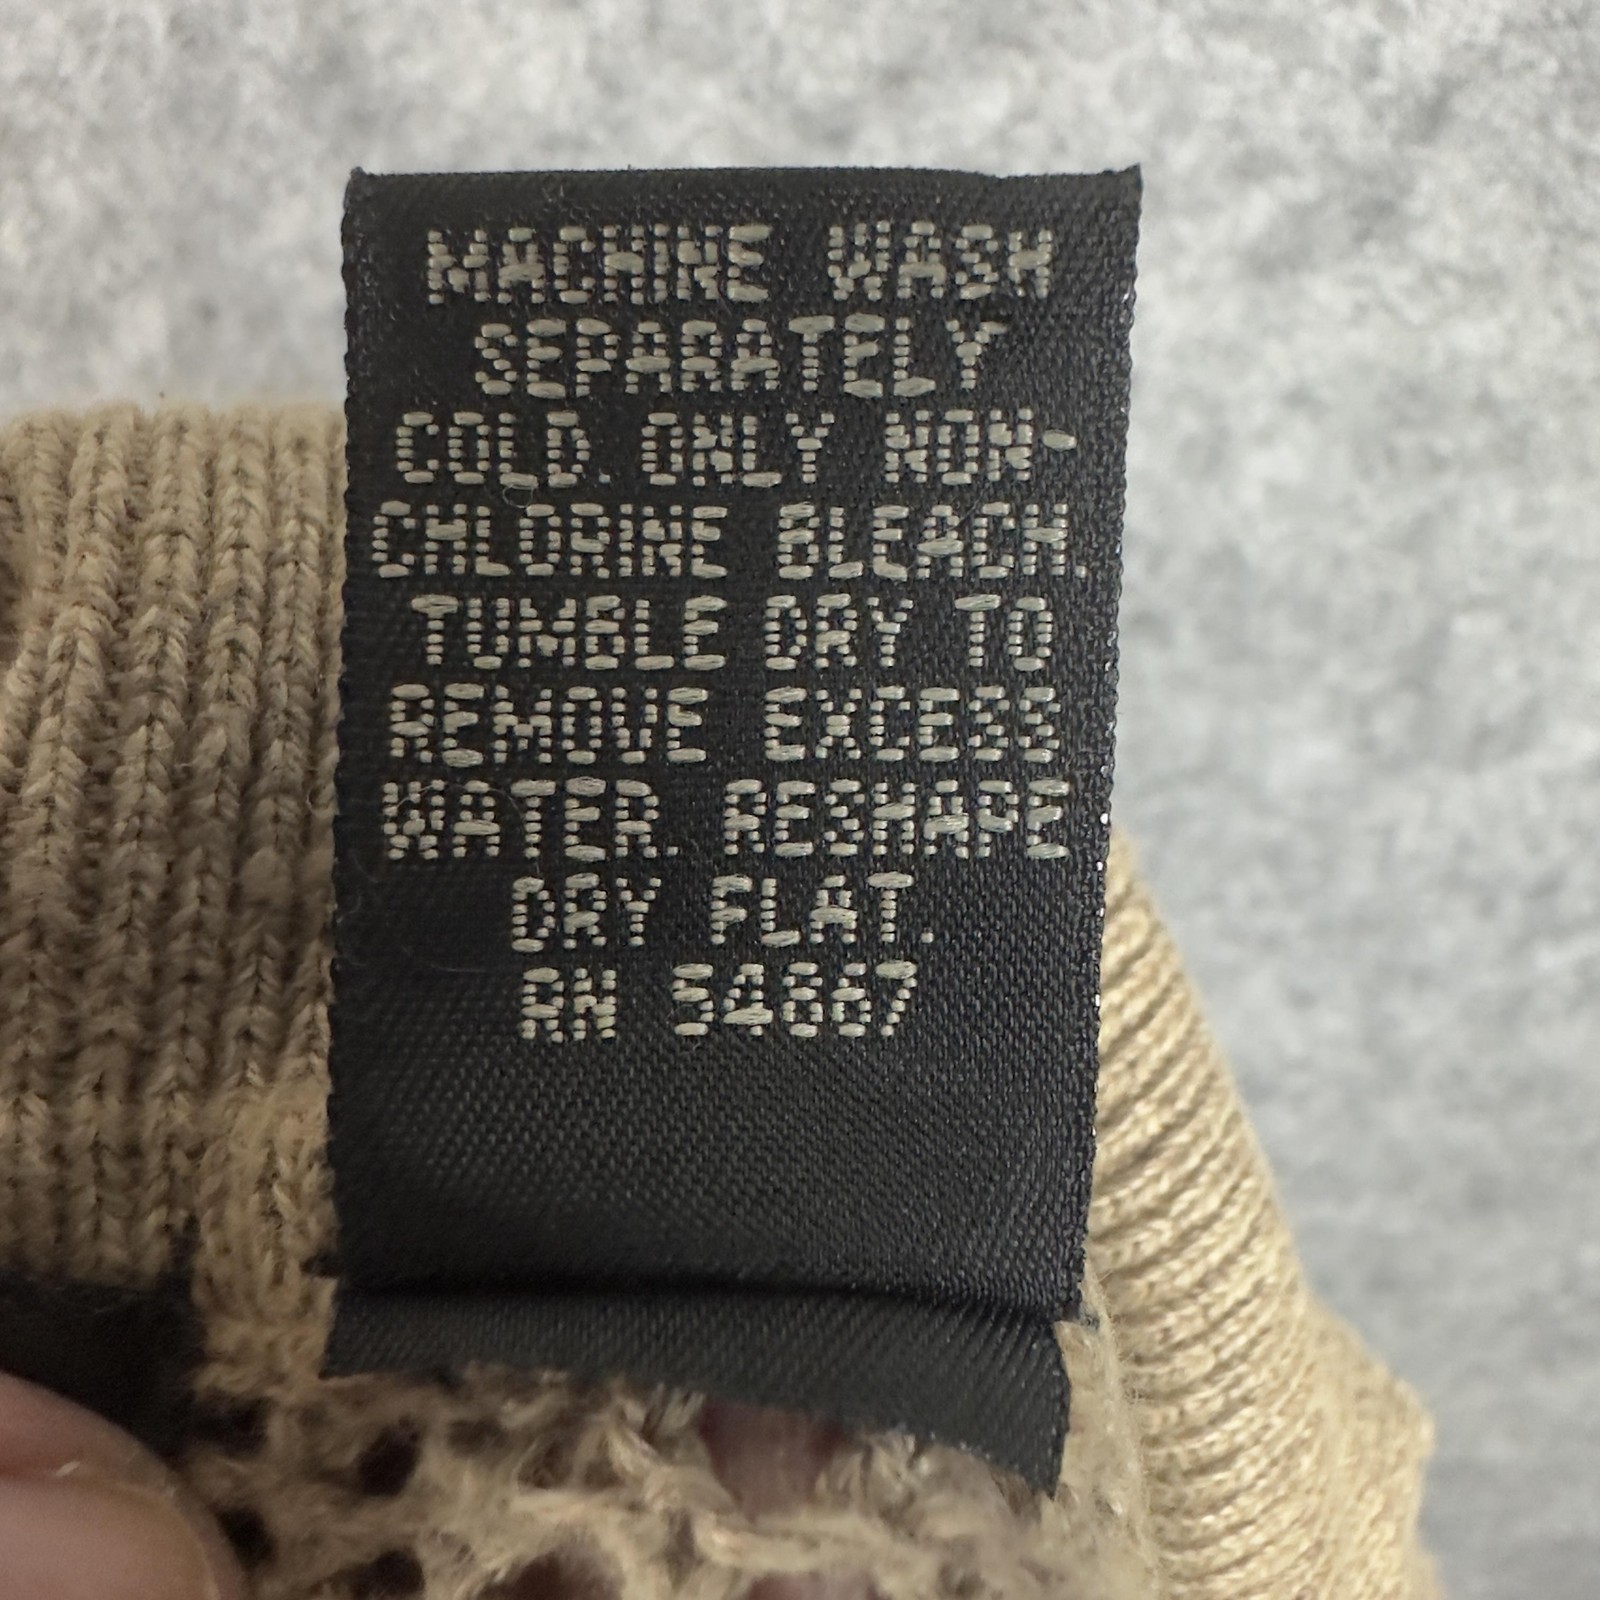 MACHINE WASH
SEPARATELY
COLD. ONLY NON-
CHLORINE BLEACH.
TUMBLE DRY TO
REMOVE EXCESS
WATER. RESHAPE
DRY FLAT.
RN 54867